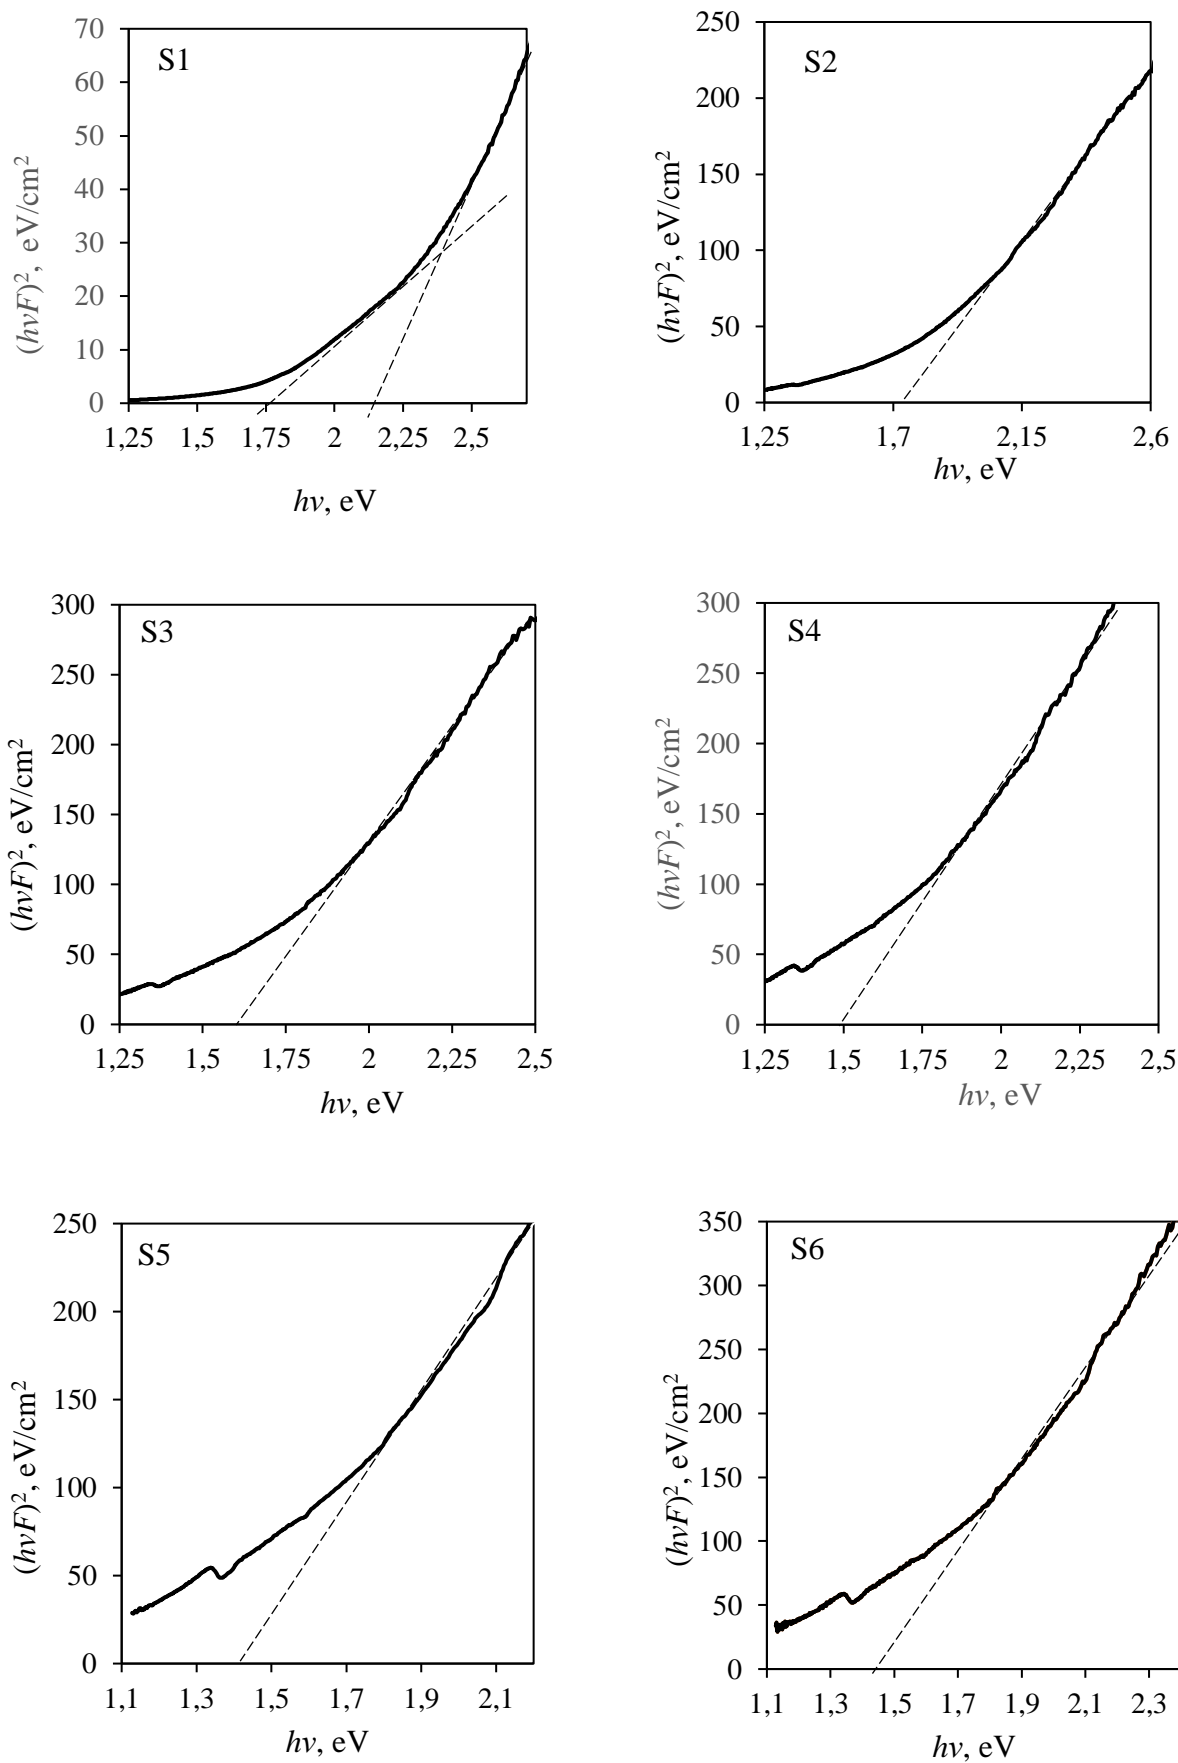 S1
70
60
50
40
30
20
10
0
(hνF)², eV/cm²
1,25 1,5 1,75 2 2,25 2,5
hν, eV
S2
250
200
150
100
50
0
(hνF)², eV/cm²
1,25 1,7 2,15 2,6
hν, eV
S3
300
250
200
150
100
50
0
(hνF)², eV/cm²
1,25 1,5 1,75 2 2,25 2,5
hν, eV
S4
300
250
200
150
100
50
0
(hνF)², eV/cm²
1,25 1,5 1,75 2 2,25 2,5
hν, eV
S5
250
200
150
100
50
0
(hνF)², eV/cm²
1,1 1,3 1,5 1,7 1,9 2,1
hν, eV
S6
350
300
250
200
150
100
50
0
(hνF)², eV/cm²
1,1 1,3 1,5 1,7 1,9 2,1 2,3
hν, eV